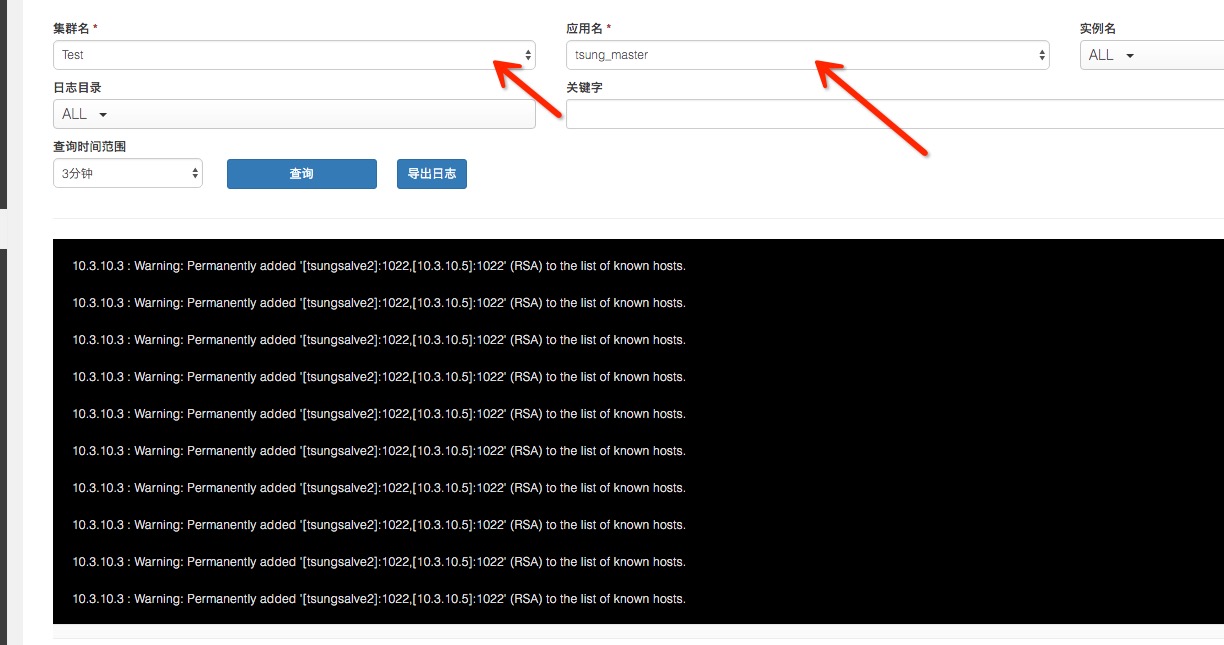 集群名 *
应用名 *
实例名
Test
tsung_master
ALL
日志目录
关键字
ALL
查询时间范围
3分钟
查询
导出日志
10.3.10.3 : Warning: Permanently added '[tsungsalve2]:1022,[10.3.10.5]:1022' (RSA) to the list of known hosts.
10.3.10.3 : Warning: Permanently added '[tsungsalve2]:1022,[10.3.10.5]:1022' (RSA) to the list of known hosts.
10.3.10.3 : Warning: Permanently added '[tsungsalve2]:1022,[10.3.10.5]:1022' (RSA) to the list of known hosts.
10.3.10.3 : Warning: Permanently added '[tsungsalve2]:1022,[10.3.10.5]:1022' (RSA) to the list of known hosts.
10.3.10.3 : Warning: Permanently added '[tsungsalve2]:1022,[10.3.10.5]:1022' (RSA) to the list of known hosts.
10.3.10.3 : Warning: Permanently added '[tsungsalve2]:1022,[10.3.10.5]:1022' (RSA) to the list of known hosts.
10.3.10.3 : Warning: Permanently added '[tsungsalve2]:1022,[10.3.10.5]:1022' (RSA) to the list of known hosts.
10.3.10.3 : Warning: Permanently added '[tsungsalve2]:1022,[10.3.10.5]:1022' (RSA) to the list of known hosts.
10.3.10.3 : Warning: Permanently added '[tsungsalve2]:1022,[10.3.10.5]:1022' (RSA) to the list of known hosts.
10.3.10.3 : Warning: Permanently added '[tsungsalve2]:1022,[10.3.10.5]:1022' (RSA) to the list of known hosts.